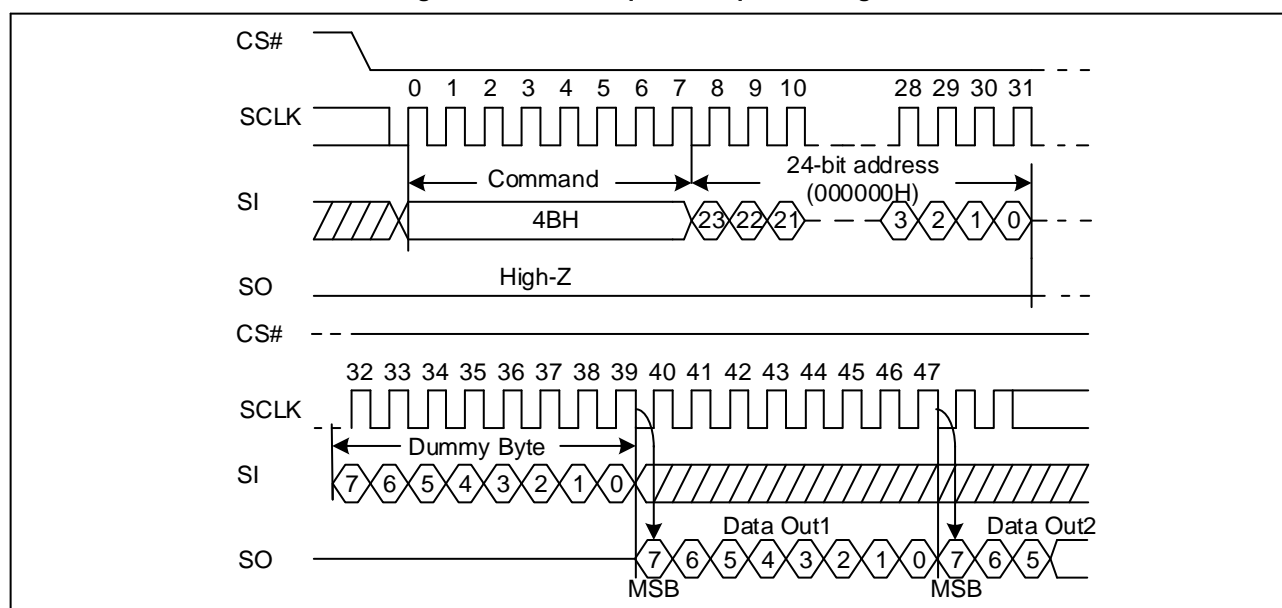 CS#
0 1 2 3 4 5 6 7 8 9 10 28 29 30 31
SCLK
Command
24-bit address
(000000H)
SI
4BH
23 22 21 3 2 1 0
High-Z
SO
CS#
32 33 34 35 36 37 38 39 40 41 42 43 44 45 46 47
SCLK
Dummy Byte
SI
7 6 5 4 3 2 1 0
Data Out1
Data Out2
SO
7 6 5 4 3 2 1 0 7 6 5
MSB
MSB